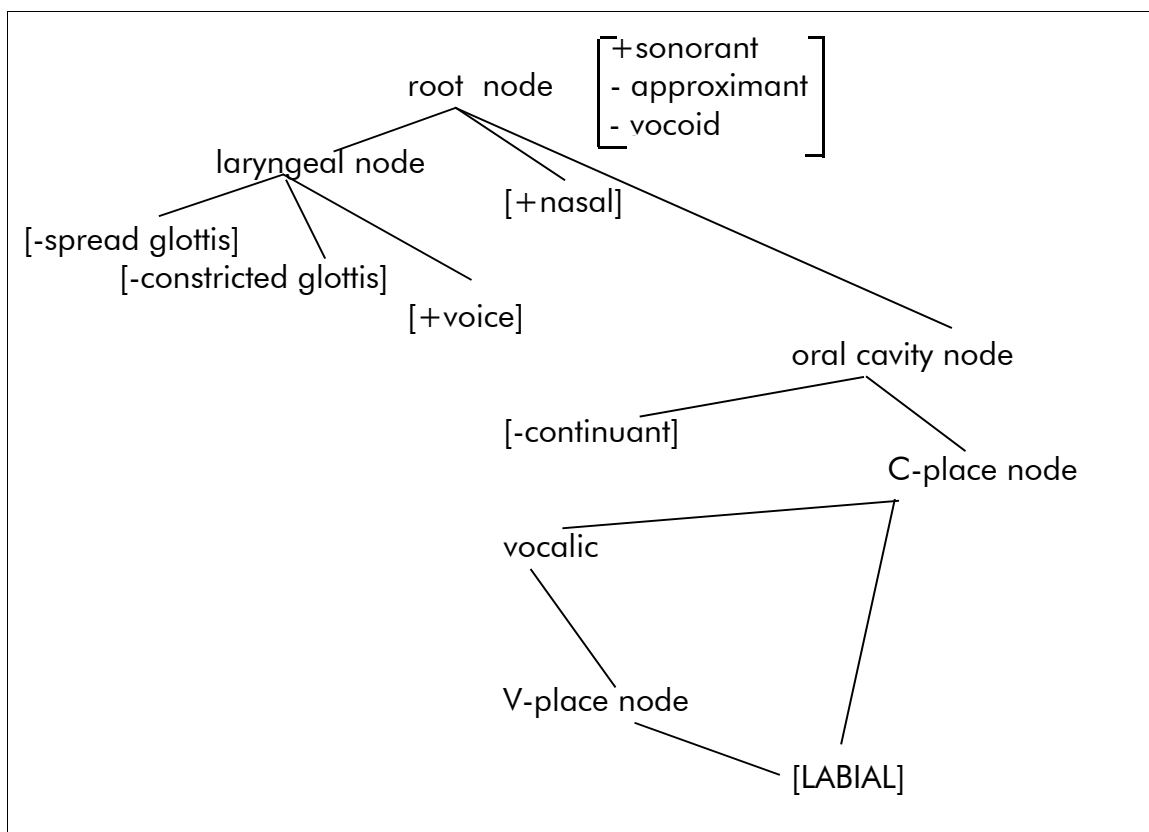 +sonorant
root node
- approximant
- vocoid
laryngeal node
[+nasal]
[-spread glottis]
[-constricted glottis]
[+voice]
oral cavity node
[-continuant]
C-place node
vocalic
V-place node
[LABIAL]